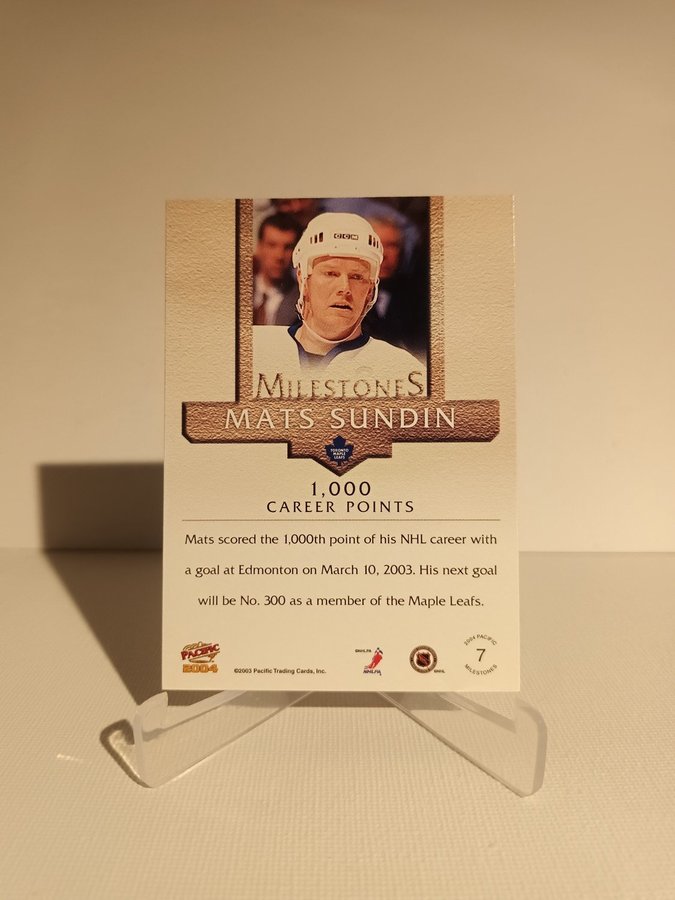 CCM
MILESTONES
MATS SUNDIN
TORONTO
MAPLE
LEAFS
1,000
CAREER POINTS
Mats scored the 1,000th point of his NHL career with
a goal at Edmonton on March 10, 2003. His next goal
will be No. 300 as a member of the Maple Leafs.
PACIFIC
2004
©2003 Pacific Trading Cards, Inc.
©NHLPA
NHLPA
©NHL
2004 PACIFIC
7
MILESTONES